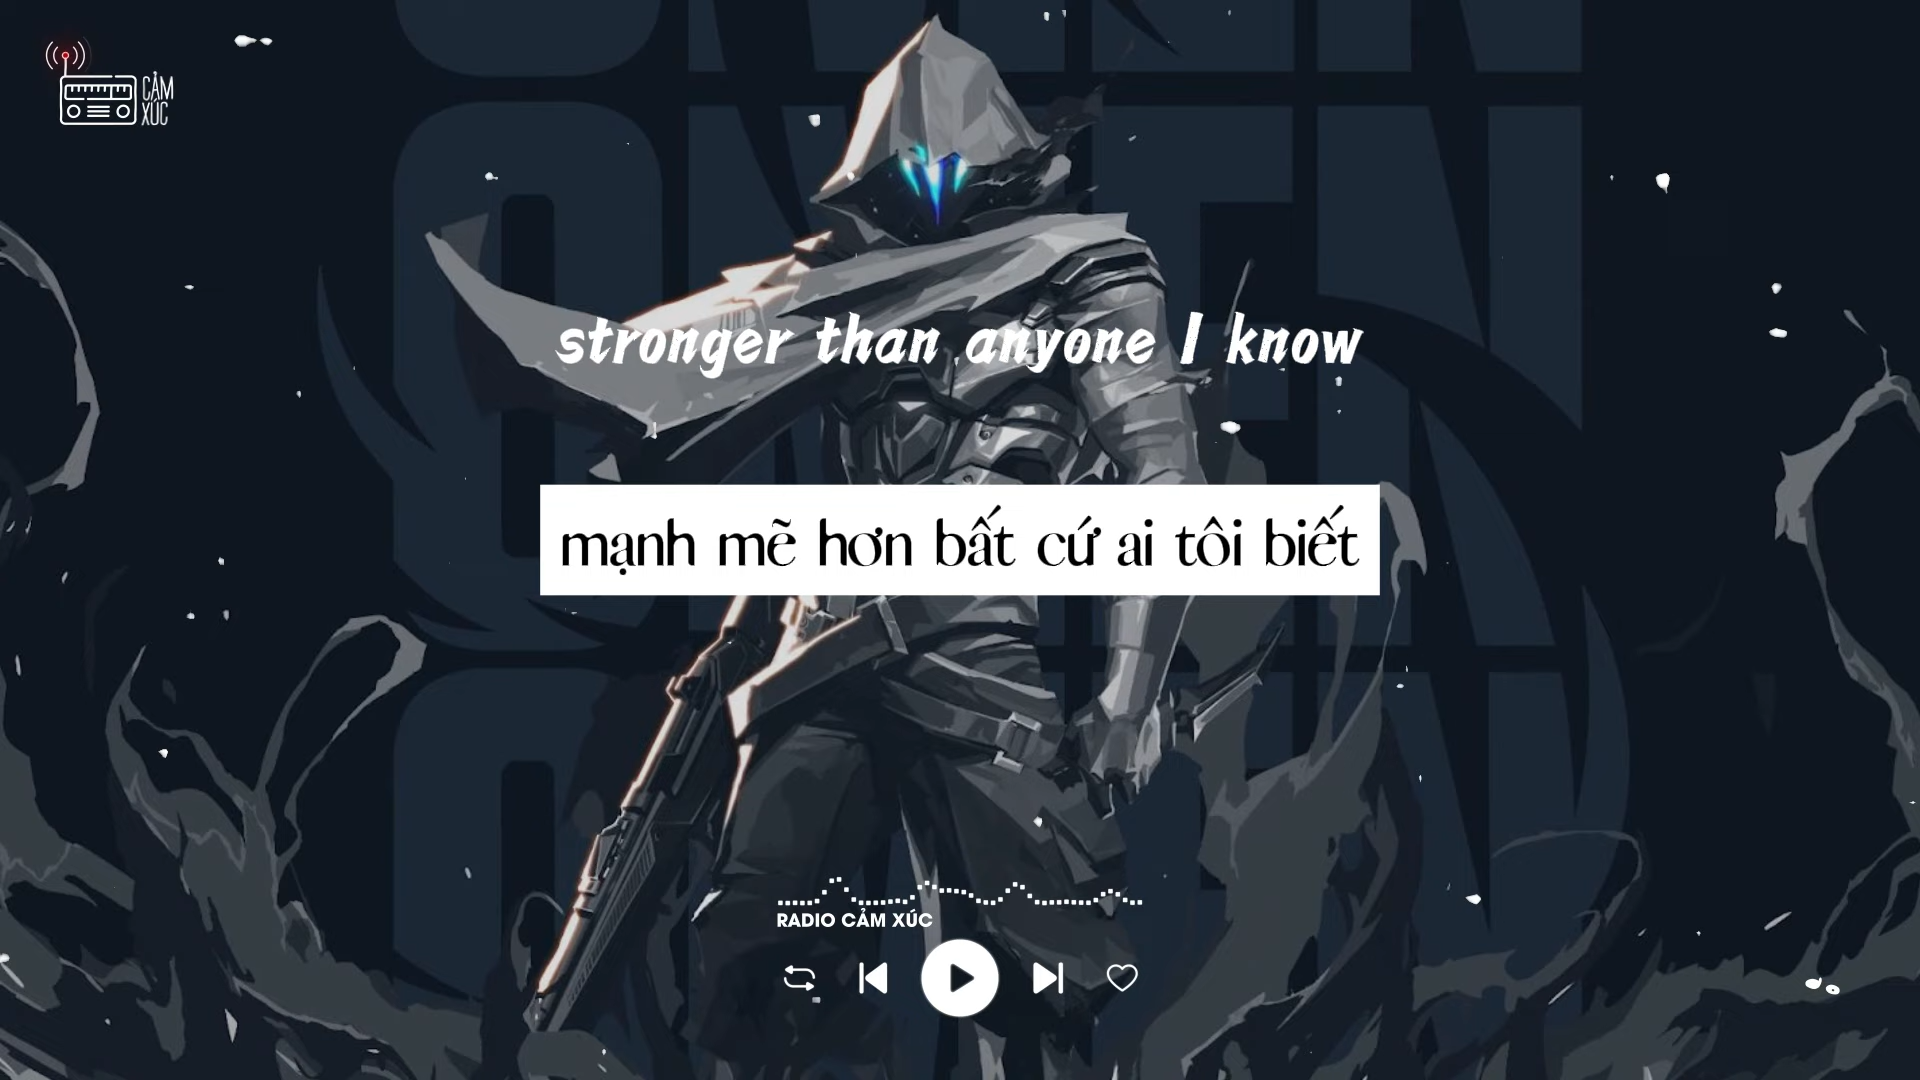 CẢM
XÚC
stronger than anyone I know
mạnh mẽ hơn bất cứ ai tôi biết
RADIO CẢM XÚC